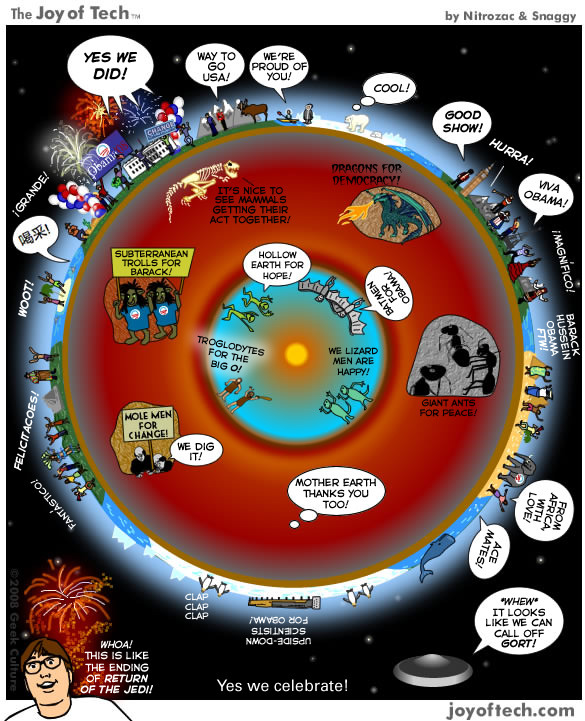 The Joy of Tech™
by Nitrozac & Snaggy
YES WE
DID!
WAY TO
GO
USA!
WE'RE
PROUD OF
YOU!
COOL!
GOOD
SHOW!
HURRA!
VIVA
OBAMA!
¡MAGNÍFICO!
BARACK
HUSSEIN
OBAMA
FTW!
FROM
AFRICA,
WITH
LOVE!
ACE
MATES!
UPSIDE-DOWN
SCIENTISTS
FOR OBAMA!
CLAP
CLAP
CLAP
FANTÁSTICO!
FELICITACOES!
WOOT!
喝采!
¡GRANDE!
Obama
CHANGE
IT'S NICE TO
SEE MAMMALS
GETTING THEIR
ACT TOGETHER!
DRAGONS FOR
DEMOCRACY!
SUBTERRANEAN
TROLLS FOR
BARACK!
HOLLOW
EARTH FOR
HOPE!
BATMEN
FOR
OBAMA!
TROGLODYTES
FOR THE
BIG O!
WE LIZARD
MEN ARE
HAPPY!
GIANT ANTS
FOR PEACE!
MOLE MEN
FOR
CHANGE!
WE DIG
IT!
MOTHER EARTH
THANKS YOU
TOO!
*WHEW*
IT LOOKS
LIKE WE CAN
CALL OFF
GORT!
WHOA!
THIS IS LIKE
THE ENDING
OF RETURN
OF THE JEDI!
©2008 Geek Culture
Yes we celebrate!
joyoftech.com